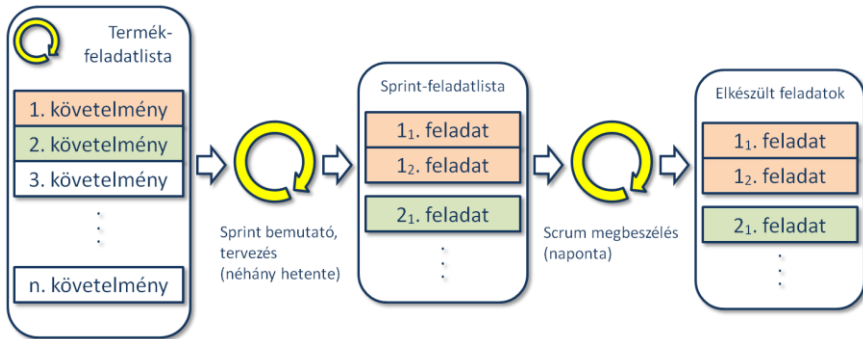 Termék-
feladatlista
1. követelmény
2. követelmény
3. követelmény
n. követelmény
Sprint bemutató,
tervezés
(néhány hetente)
Sprint-feladatlista
1₁. feladat
1₂. feladat
2₁. feladat
Scrum megbeszélés
(naponta)
Elkészült feladatok
1₁. feladat
1₂. feladat
2₁. feladat